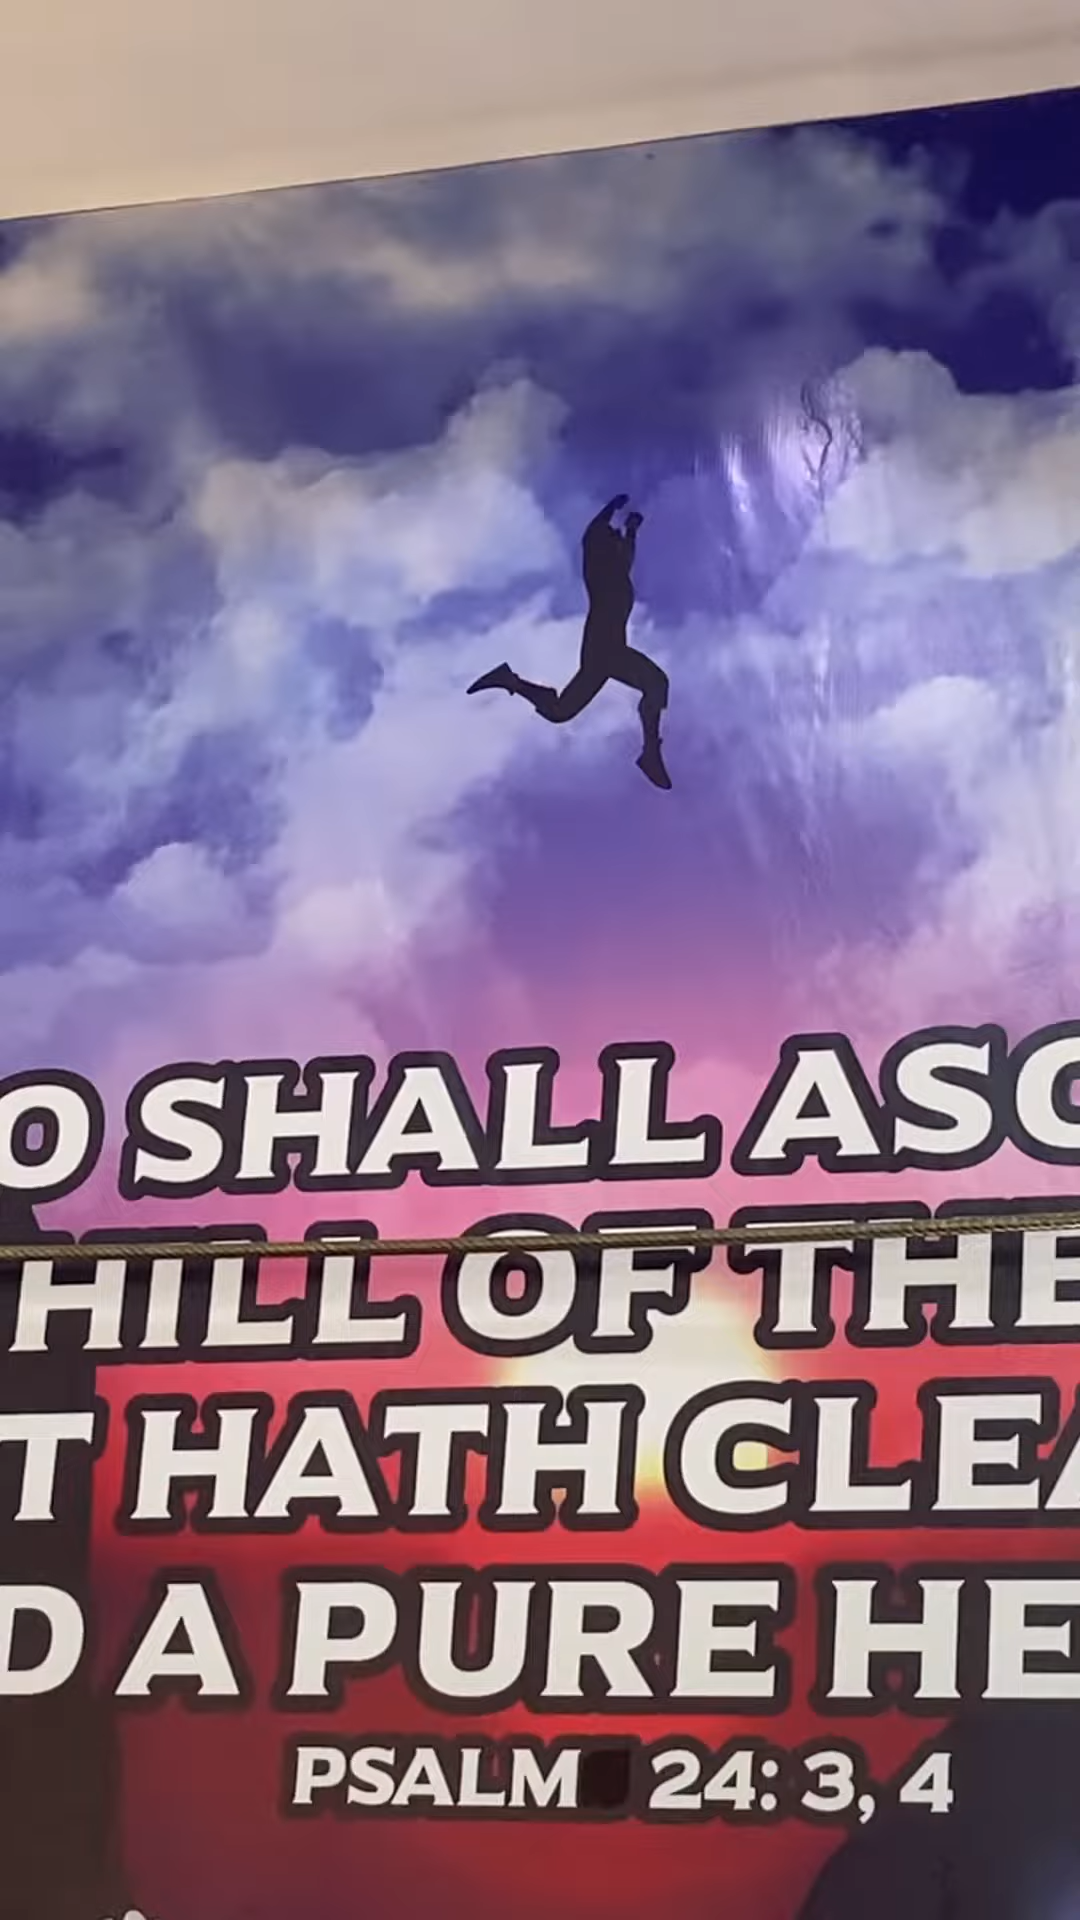 O SHALL ASC
HILL OF THE
T HATH CLEA
D A PURE HE
PSALM 24: 3, 4